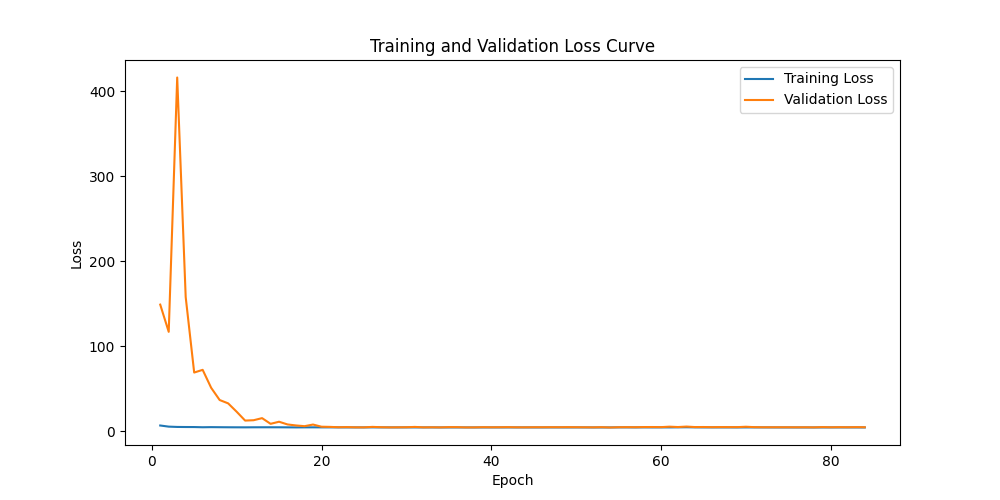 Training and Validation Loss Curve
Training Loss
Validation Loss
400
300
200
100
0
Loss
0 20 40 60 80
Epoch